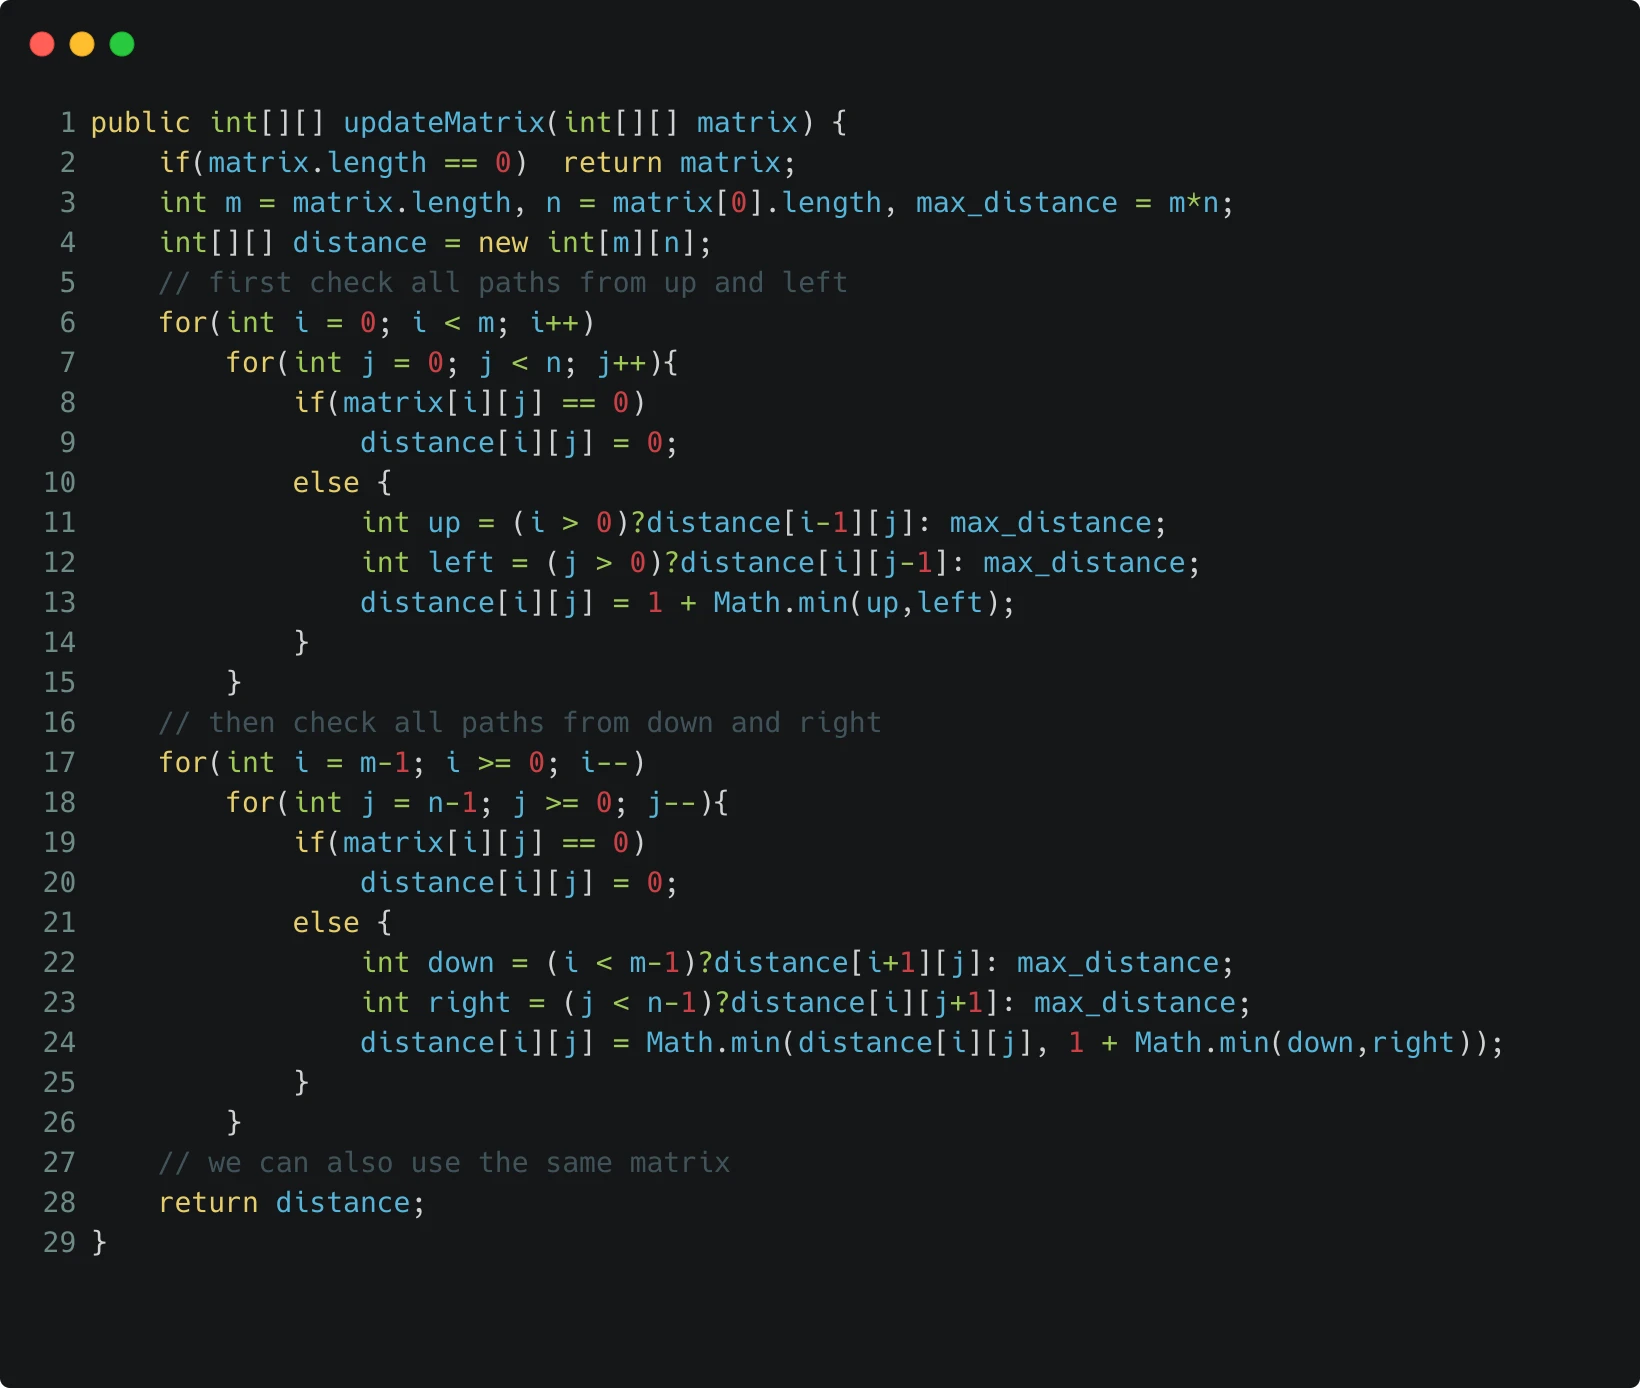 1 public int[][] updateMatrix(int[][] matrix) {
2     if(matrix.length == 0)  return matrix;
3     int m = matrix.length, n = matrix[0].length, max_distance = m*n;
4     int[][] distance = new int[m][n];
5     // first check all paths from up and left
6     for(int i = 0; i < m; i++)
7         for(int j = 0; j < n; j++){
8             if(matrix[i][j] == 0)
9                 distance[i][j] = 0;
10             else {
11                 int up = (i > 0)?distance[i-1][j]: max_distance;
12                 int left = (j > 0)?distance[i][j-1]: max_distance;
13                 distance[i][j] = 1 + Math.min(up,left);
14             }
15         }
16     // then check all paths from down and right
17     for(int i = m-1; i >= 0; i--)
18         for(int j = n-1; j >= 0; j--){
19             if(matrix[i][j] == 0)
20                 distance[i][j] = 0;
21             else {
22                 int down = (i < m-1)?distance[i+1][j]: max_distance;
23                 int right = (j < n-1)?distance[i][j+1]: max_distance;
24                 distance[i][j] = Math.min(distance[i][j], 1 + Math.min(down,right));
25             }
26         }
27     // we can also use the same matrix
28     return distance;
29 }